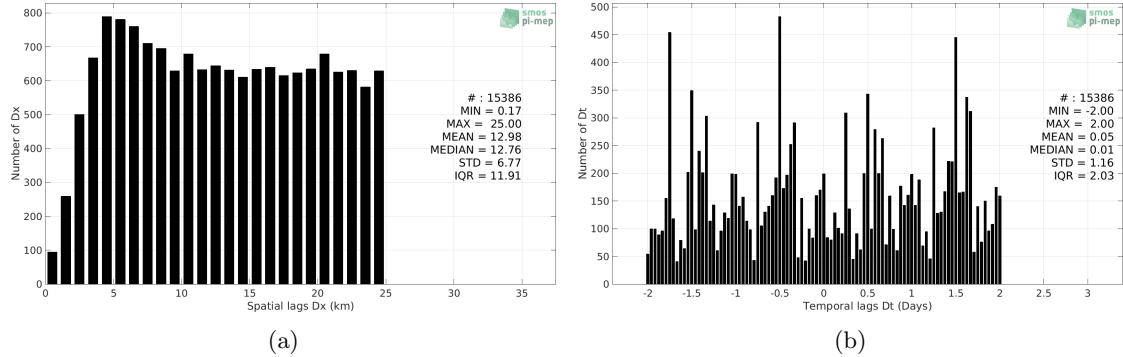 smos
pi-mep
Number of Dx
800
700
600
500
400
300
200
100
0
# : 15386
MIN = 0.17
MAX = 25.00
MEAN = 12.98
MEDIAN = 12.76
STD = 6.77
IQR = 11.91
0 5 10 15 20 25 30 35
Spatial lags Dx (km)
(a)
smos
pi-mep
Number of Dt
500
450
400
350
300
250
200
150
100
50
0
# : 15386
MIN = -2.00
MAX = 2.00
MEAN = 0.05
MEDIAN = 0.01
STD = 1.16
IQR = 2.03
-2 -1.5 -1 -0.5 0 0.5 1 1.5 2 2.5 3
Temporal lags Dt (Days)
(b)